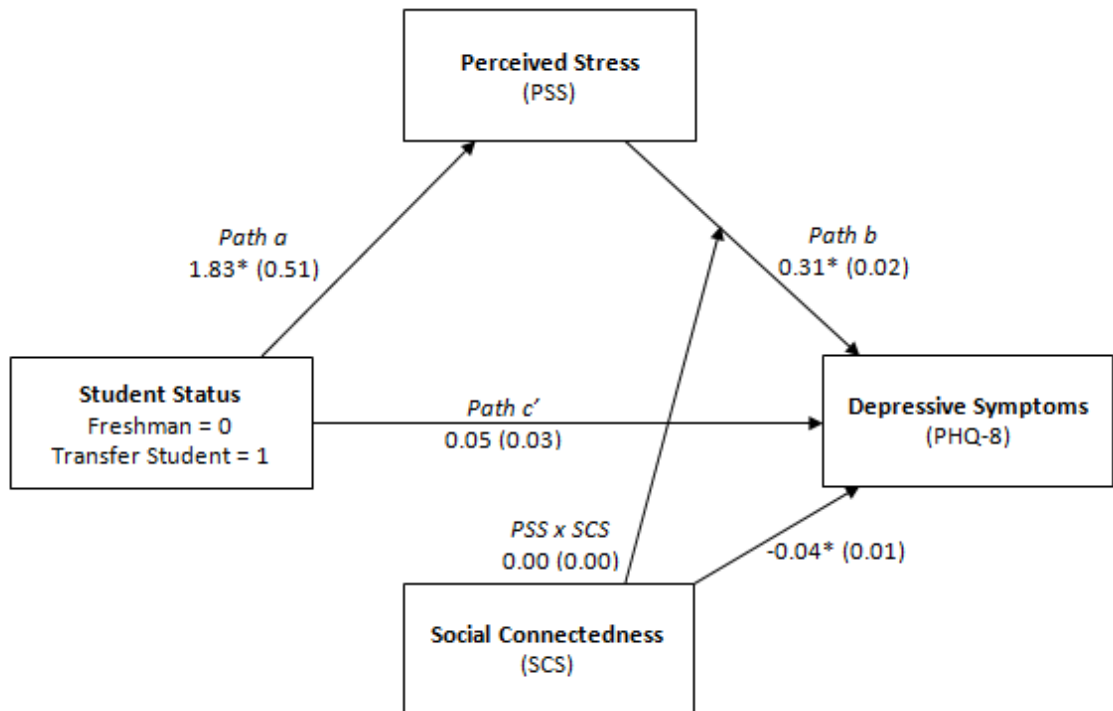 Perceived Stress
(PSS)
Path a
1.83* (0.51)
Path b
0.31* (0.02)
Student Status
Freshman = 0
Transfer Student = 1
Path c′
0.05 (0.03)
Depressive Symptoms
(PHQ-8)
PSS x SCS
0.00 (0.00)
-0.04* (0.01)
Social Connectedness
(SCS)